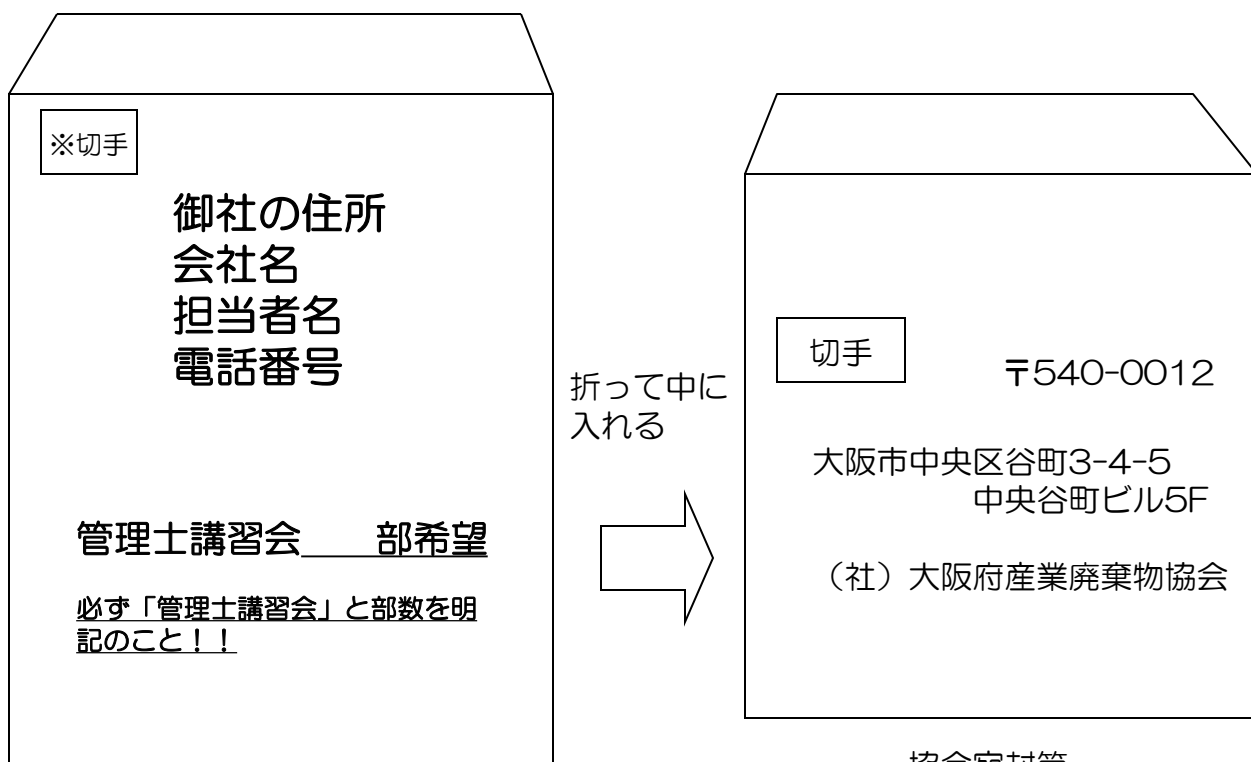 ※切手
御社の住所
会社名
担当者名
電話番号
管理士講習会　　部希望
必ず「管理士講習会」と部数を明
記のこと！！
折って中に
入れる
切手
〒540-0012
大阪市中央区谷町3-4-5
中央谷町ビル5F
（社）大阪府産業廃棄物協会